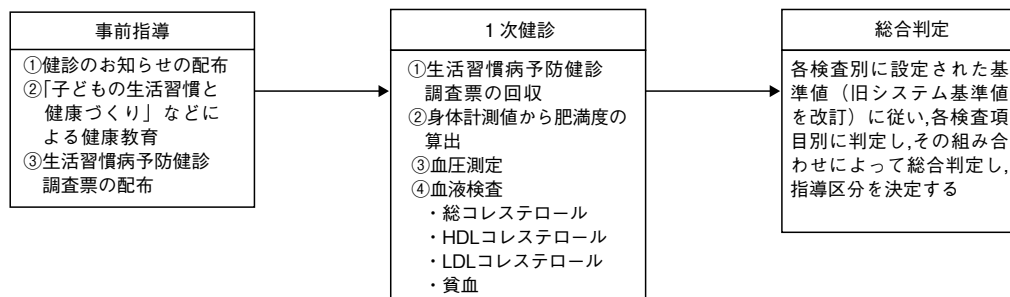 事前指導
①健診のお知らせの配布
②「子どもの生活習慣と
健康づくり」などに
よる健康教育
③生活習慣病予防健診
調査票の配布
1次健診
①生活習慣病予防健診
調査票の回収
②身体計測値から肥満度の
算出
③血圧測定
④血液検査
・総コレステロール
・HDLコレステロール
・LDLコレステロール
・貧血
総合判定
各検査別に設定された基
準値（旧システム基準値
を改訂）に従い,各検査項
目別に判定し,その組み合
わせによって総合判定し,
指導区分を決定する